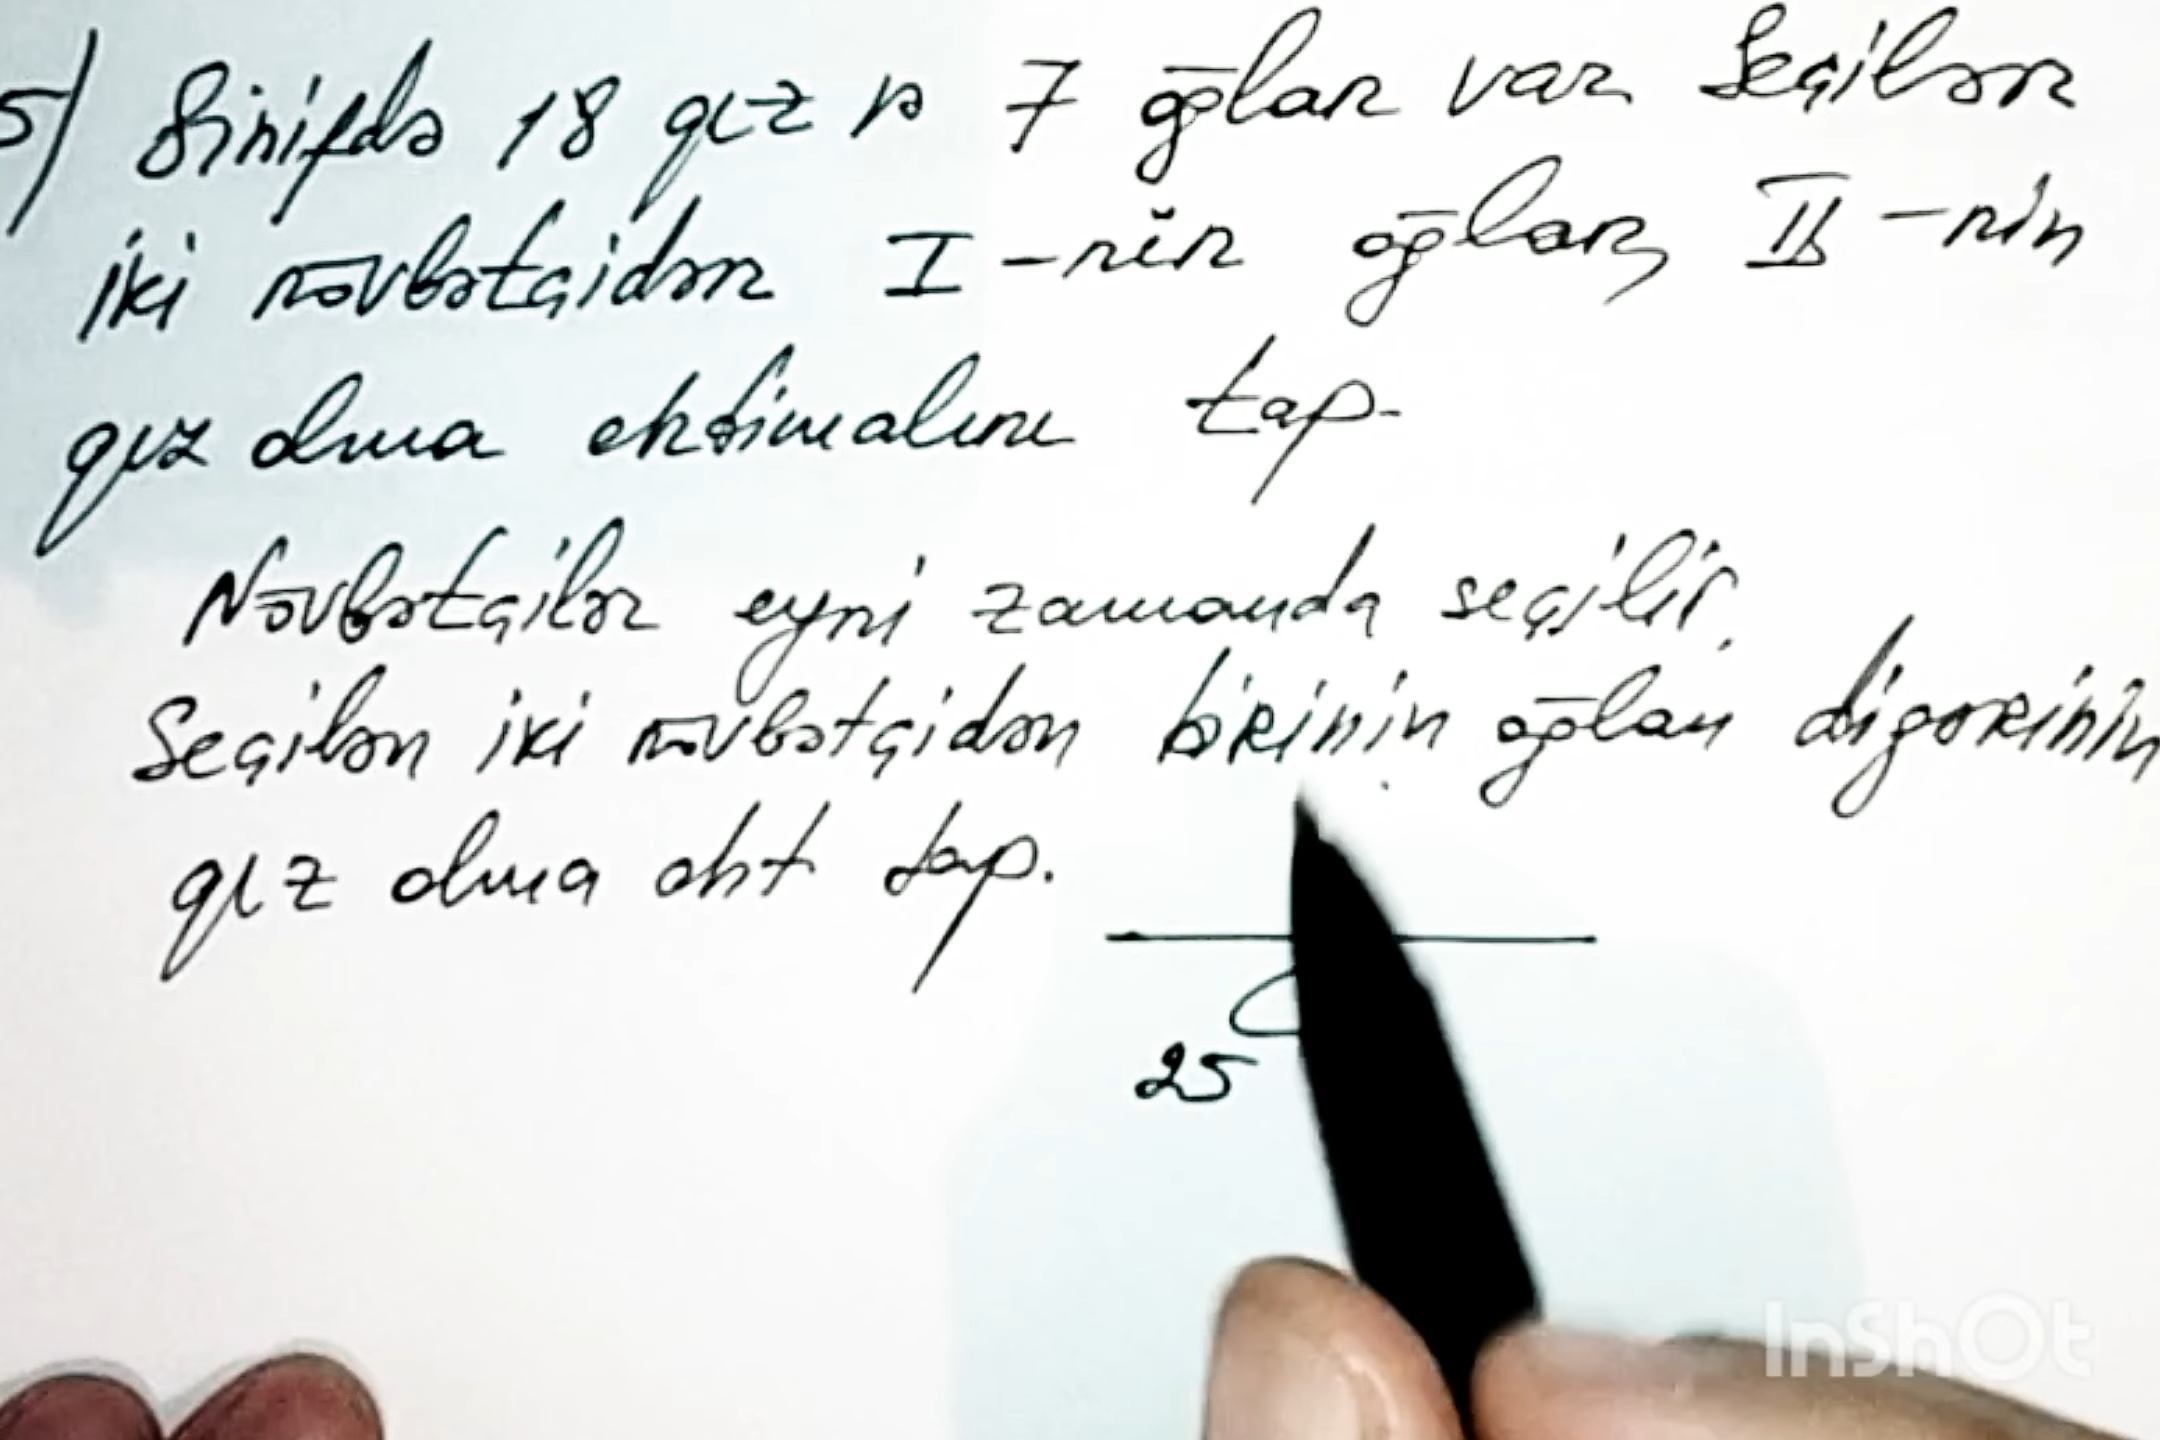 5) Sinifdə 18 qız və 7 oğlan var Seçilən
iki növbətçidən I-nin oğlan, II-nin
qız olma ehtimalını tap.
Növbətçilər eyni zamanda seçilir.
Seçilən iki növbətçidən birinin oğlan digərinin
qız olma eht tap.
C
25
InShOt